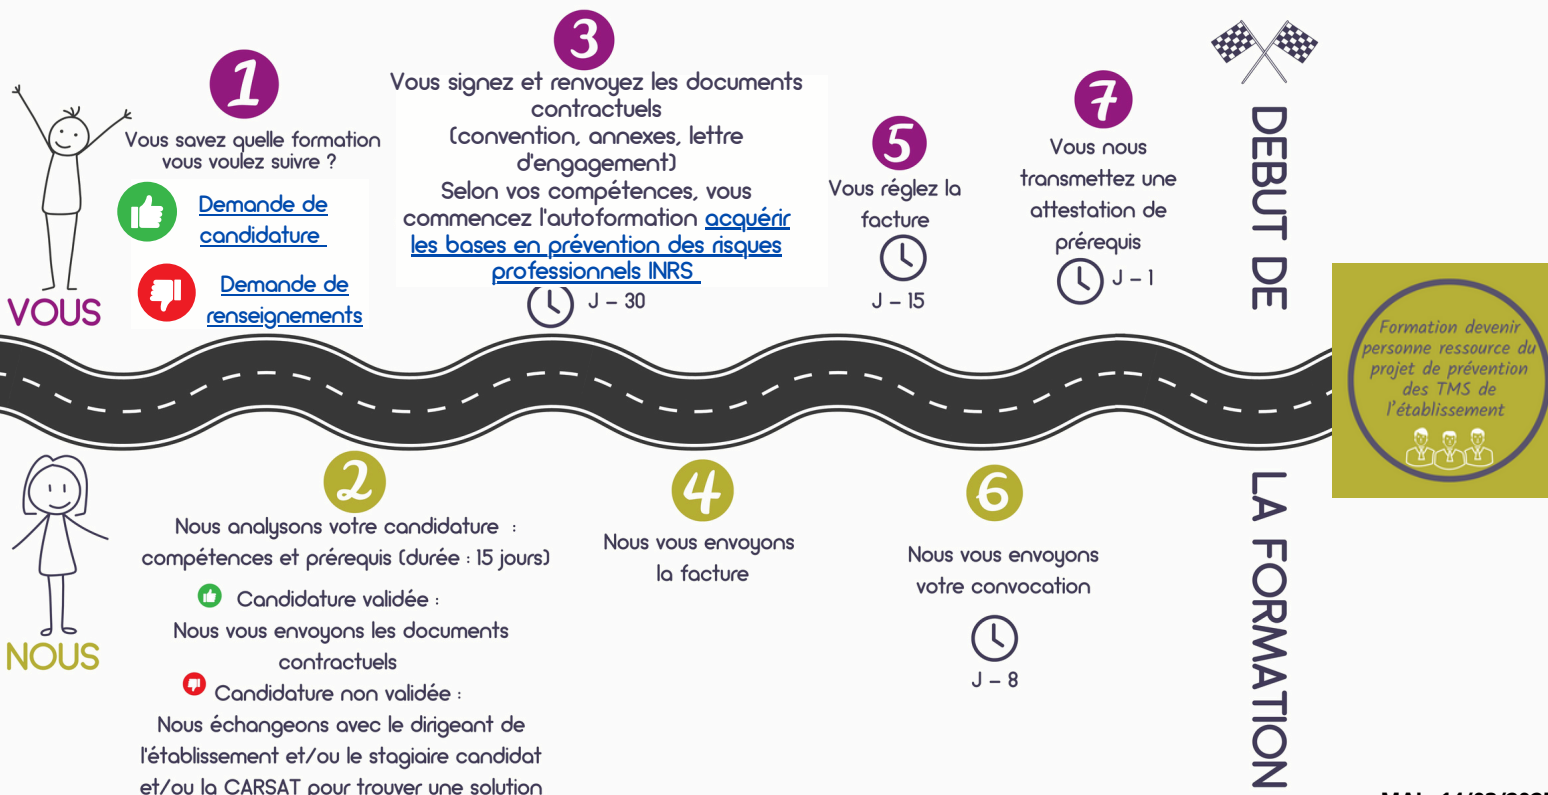 1
Vous savez quelle formation
vous voulez suivre ?
Demande de
candidature
Demande de
renseignements
VOUS
3
Vous signez et renvoyez les documents
contractuels
(convention, annexes, lettre
d'engagement)
Selon vos compétences, vous
commencez l'autoformation acquérir
les bases en prévention des risques
professionnels INRS
J – 30
5
Vous réglez la
facture
J – 15
7
Vous nous
transmettez une
attestation de
prérequis
J – 1
DEBUT DE
LA FORMATION
Formation devenir
personne ressource du
projet de prévention
des TMS de
l'établissement
NOUS
2
Nous analysons votre candidature :
compétences et prérequis (durée : 15 jours)
Candidature validée :
Nous vous envoyons les documents
contractuels
Candidature non validée :
Nous échangeons avec le dirigeant de
l'établissement et/ou le stagiaire candidat
et/ou la CARSAT pour trouver une solution
4
Nous vous envoyons
la facture
6
Nous vous envoyons
votre convocation
J – 8